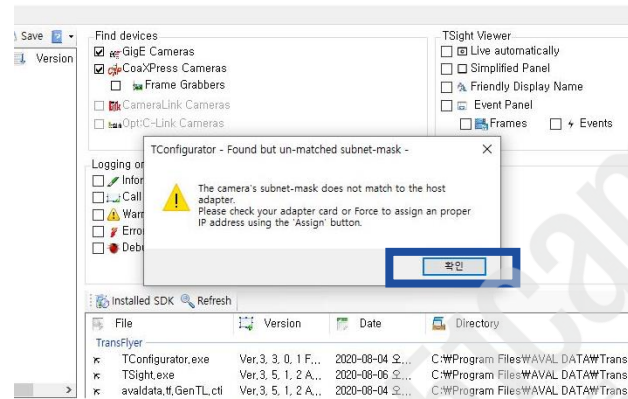 Save
Find devices
TSight Viewer
Version
GigE Cameras
Live automatically
CoaXPress Cameras
Simplified Panel
Frame Grabbers
Friendly Display Name
CameraLink Cameras
Event Panel
Opt:C-Link Cameras
Frames
Events
TConfigurator - Found but un-matched subnet-mask -
Logging or
Infor
Call
Warr
Erro
Debu
The camera's subnet-mask does not match to the host
adapter.
Please check your adapter card or Force to assign an proper
IP address using the 'Assign' button.
확인
Installed SDK Refresh
File Version Date Directory
TransFlyer
TConfigurator,exe Ver,3, 3, 0, 1 F... 2020-08-04 오... C:₩Program Files₩AVAL DATA₩Trans
TSight,exe Ver,3, 5, 1, 2 A... 2020-08-06 오... C:₩Program Files₩AVAL DATA₩Trans
avaldata,tf,GenTL,cti Ver,3, 5, 1, 2 A... 2020-08-04 오... C:₩Program Files₩AVAL DATA₩Trans